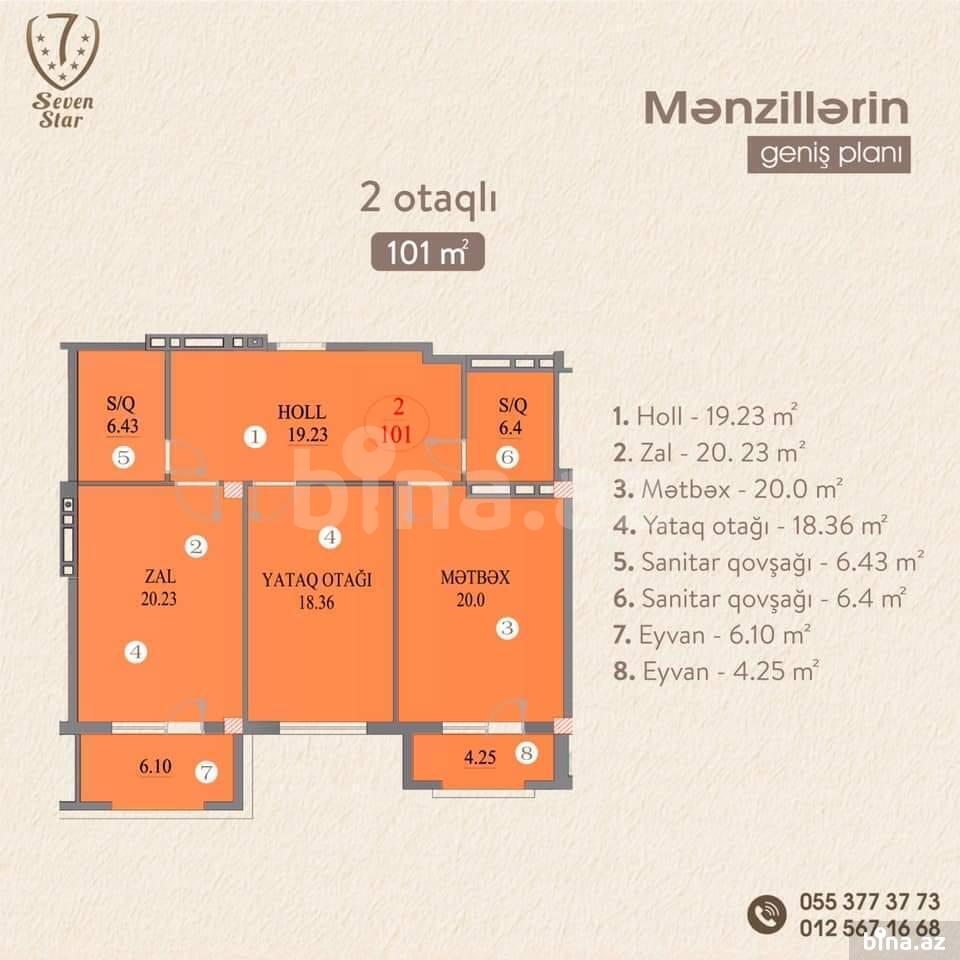 7
Seven
Star
Mənzillərin
geniş planı
2 otaqlı
101 m²
S/Q
6.43
5
HOLL
19.23
1
2
101
S/Q
6.4
6
bina.az
2
ZAL
20.23
4
4
YATAQ OTAĞI
18.36
MƏTBƏX
20.0
3
6.10
7
4.25
8
1. Holl - 19.23 m²
2. Zal - 20. 23 m²
3. Mətbəx - 20.0 m²
4. Yataq otağı - 18.36 m²
5. Sanitar qovşağı - 6.43 m²
6. Sanitar qovşağı - 6.4 m²
7. Eyvan - 6.10 m²
8. Eyvan - 4.25 m²
055 377 37 73
012 567 16 68
bina.az